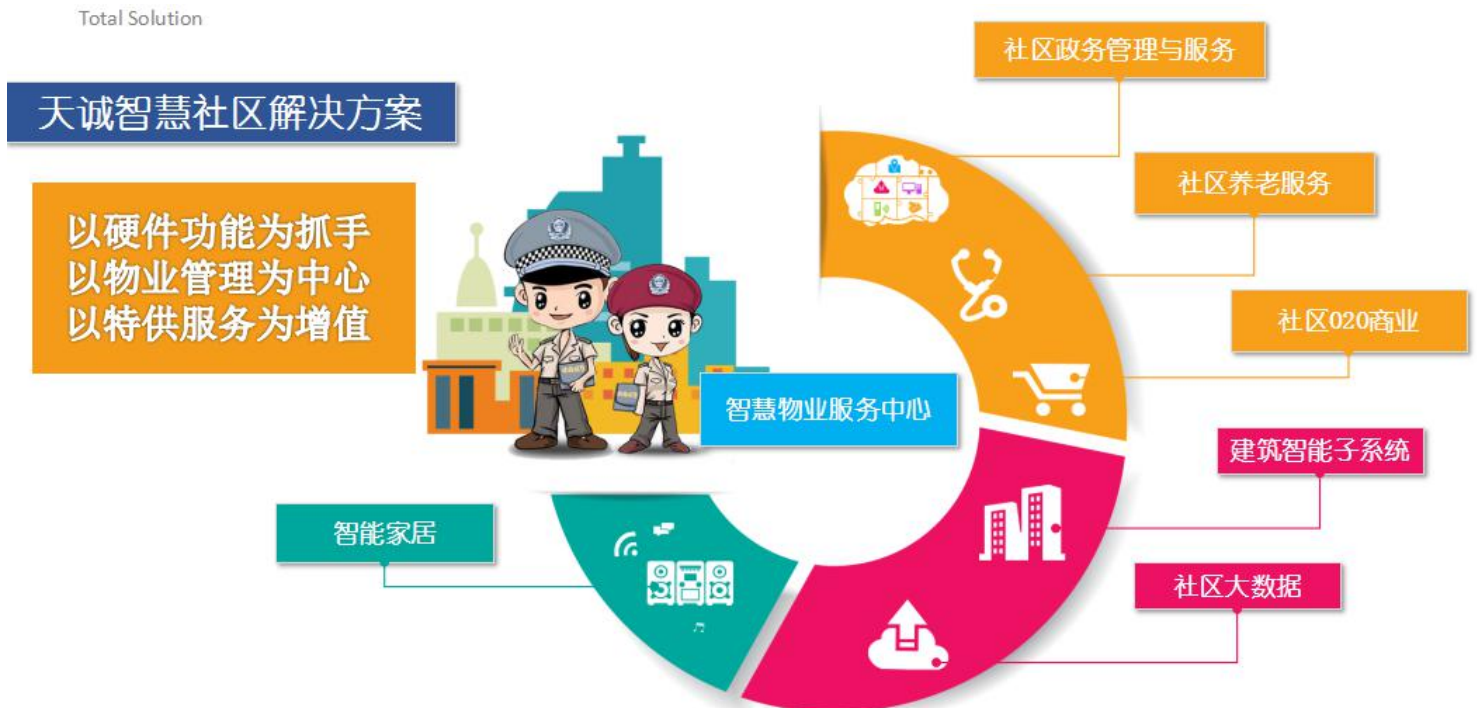 Total Solution
天诚智慧社区解决方案
以硬件功能为抓手
以物业管理为中心
以特供服务为增值
社区政务管理与服务
社区养老服务
社区020商业
智慧物业服务中心
建筑智能子系统
智能家居
社区大数据